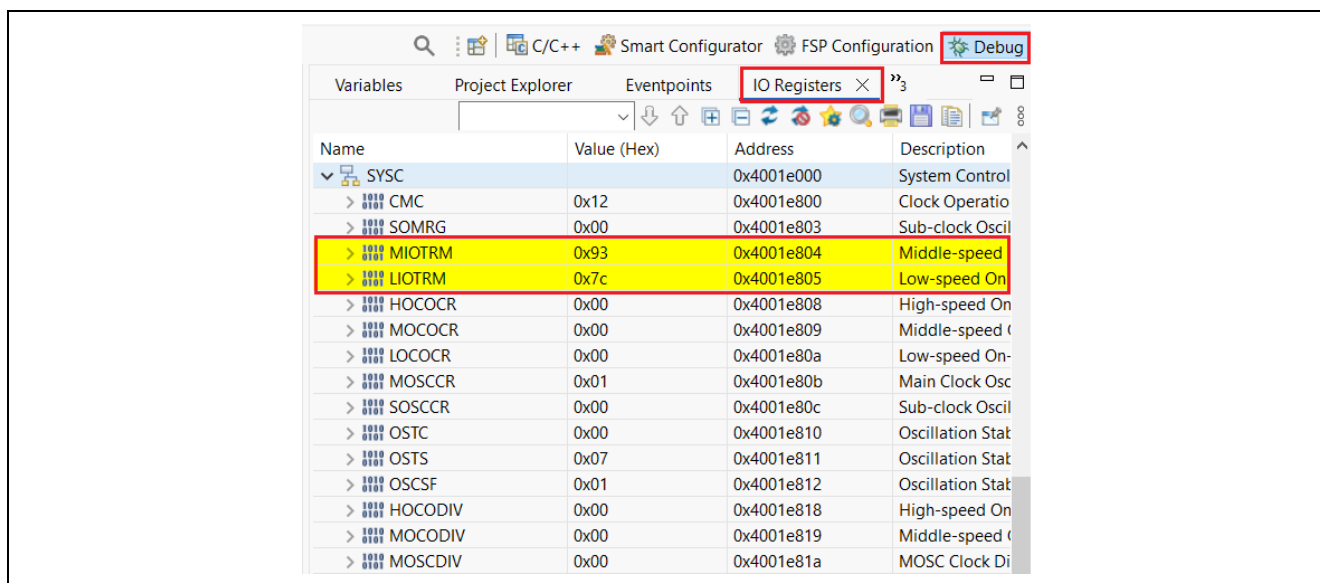 C/C++ Smart Configurator FSP Configuration Debug
Variables Project Explorer Eventpoints IO Registers »3
Name Value (Hex) Address Description
SYSC 0x4001e000 System Control
CMC 0x12 0x4001e800 Clock Operatio
SOMRG 0x00 0x4001e803 Sub-clock Oscil
MIOTRM 0x93 0x4001e804 Middle-speed
LIOTRM 0x7c 0x4001e805 Low-speed On
HOCOCR 0x00 0x4001e808 High-speed On
MOCOCR 0x00 0x4001e809 Middle-speed (
LOCOCR 0x00 0x4001e80a Low-speed On-
MOSCCR 0x01 0x4001e80b Main Clock Osc
SOSCCR 0x00 0x4001e80c Sub-clock Oscil
OSTC 0x00 0x4001e810 Oscillation Stab
OSTS 0x07 0x4001e811 Oscillation Stab
OSCSF 0x01 0x4001e812 Oscillation Stab
HOCODIV 0x00 0x4001e818 High-speed On
MOCODIV 0x00 0x4001e819 Middle-speed (
MOSCDIV 0x00 0x4001e81a MOSC Clock Di